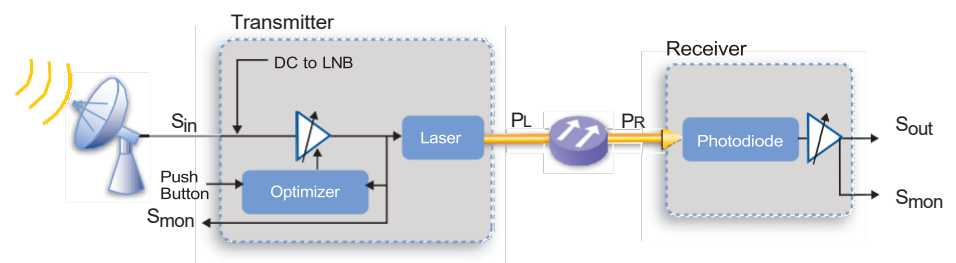 Transmitter
Receiver
DC to LNB
Sin
PL
PR
Laser
Photodiode
Sout
Push
Button
Optimizer
Smon
Smon